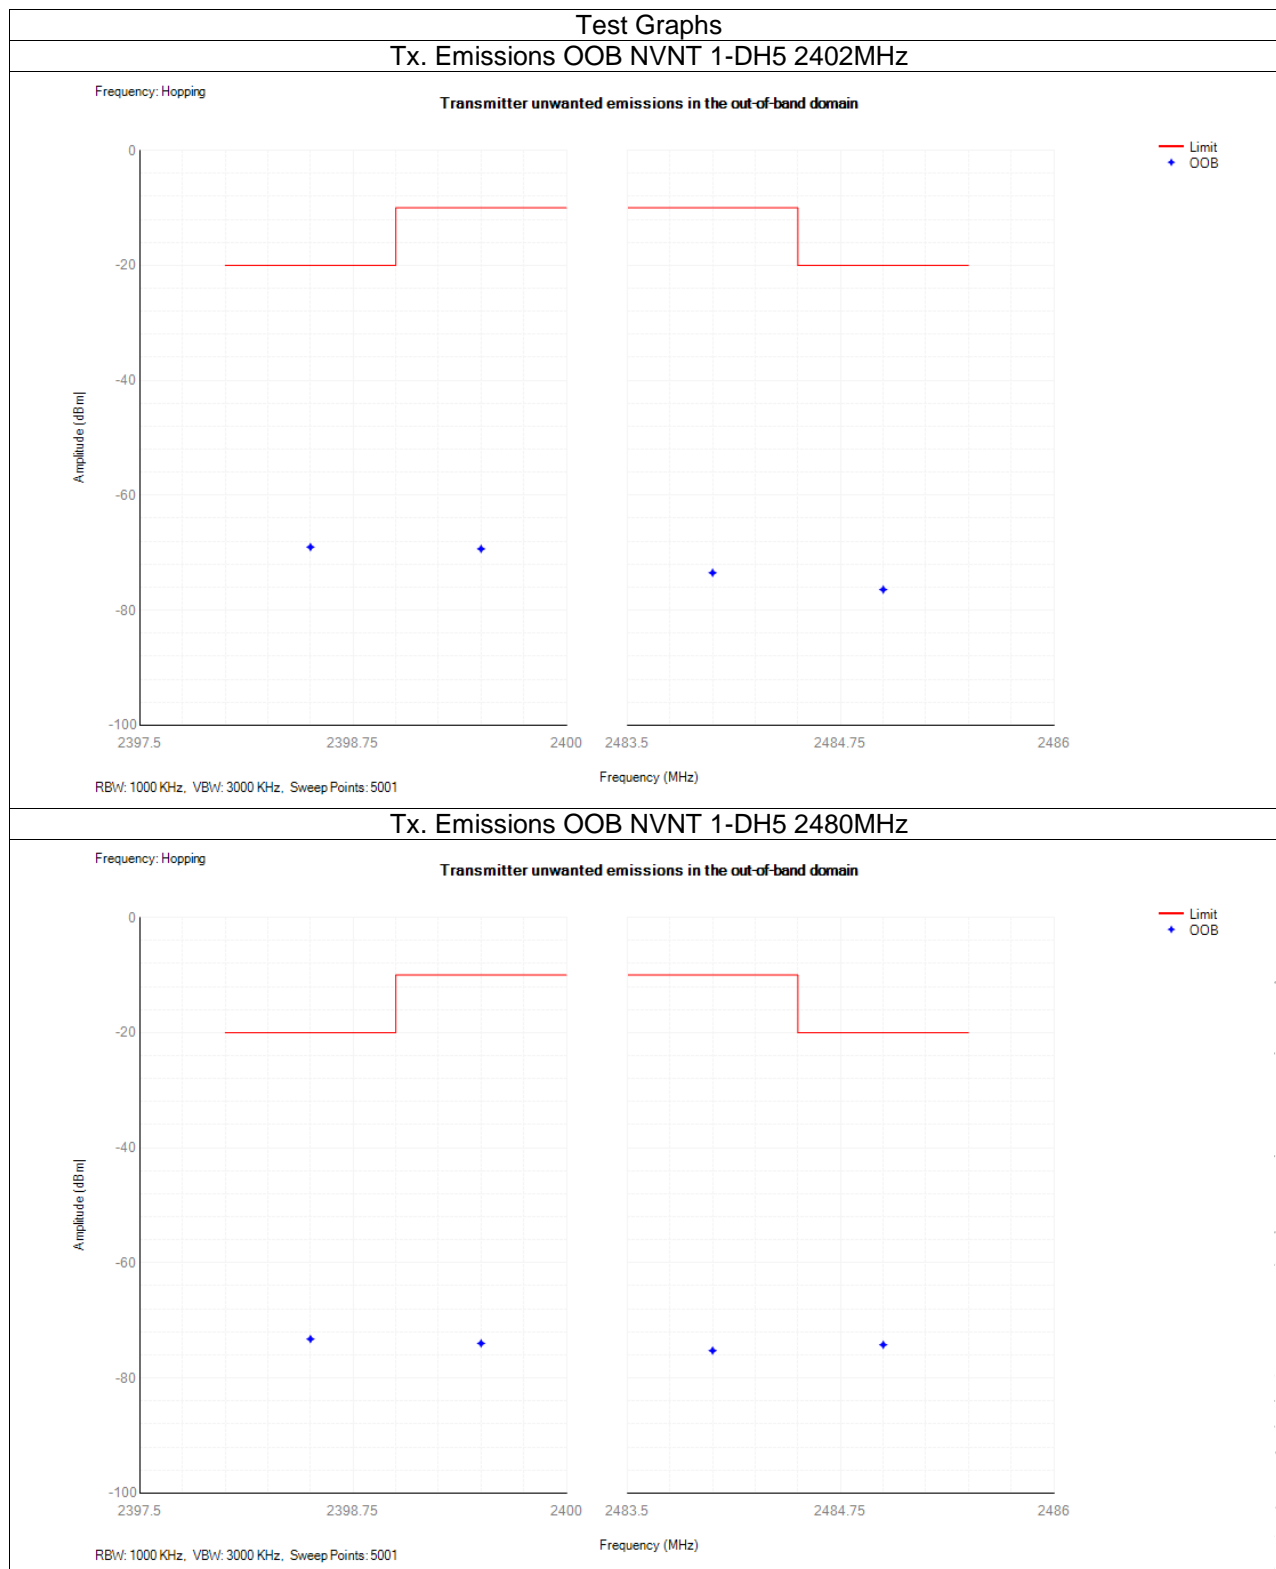 Test Graphs
Tx. Emissions OOB NVNT 1-DH5 2402MHz
Frequency: Hopping
Transmitter unwanted emissions in the out-of-band domain
Limit
OOB
0
-20
-40
-60
-80
-100
Amplitude (dBm|
2397.5 2398.75 2400 2483.5 2484.75 2486
Frequency (MHz)
RBW: 1000 KHz, VBW: 3000 KHz, Sweep Points: 5001
Tx. Emissions OOB NVNT 1-DH5 2480MHz
Frequency: Hopping
Transmitter unwanted emissions in the out-of-band domain
Limit
OOB
0
-20
-40
-60
-80
-100
Amplitude (dBm|
2397.5 2398.75 2400 2483.5 2484.75 2486
Frequency (MHz)
RBW: 1000 KHz, VBW: 3000 KHz, Sweep Points: 5001